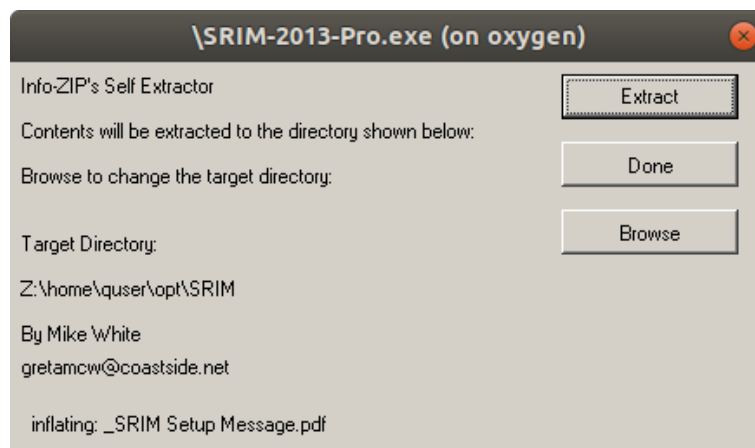 \SRIM-2013-Pro.exe (on oxygen)
Info-ZIP's Self Extractor
Extract
Contents will be extracted to the directory shown below:
Done
Browse to change the target directory:
Browse
Target Directory:
Z:\home\quser\opt\SRIM
By Mike White
gretamcw@coastside.net
inflating: _SRIM Setup Message.pdf